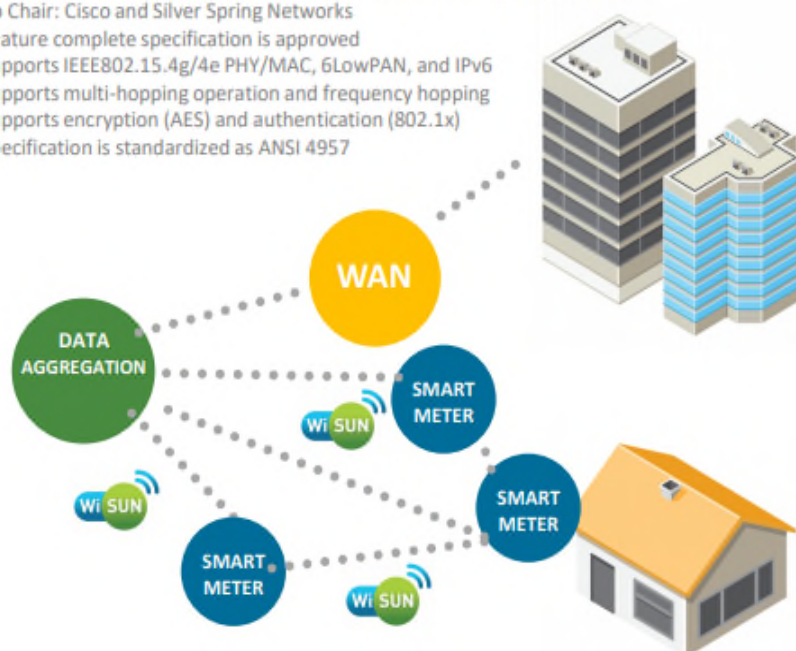 Chair: Cisco and Silver Spring Networks
ature complete specification is approved
pports IEEE802.15.4g/4e PHY/MAC, 6LowPAN, and IPv6
pports multi-hopping operation and frequency hopping
pports encryption (AES) and authentication (802.1x)
ecification is standardized as ANSI 4957
WAN
DATA
AGGREGATION
SMART
METER
Wi SUN
SMART
METER
Wi SUN
SMART
METER
Wi SUN